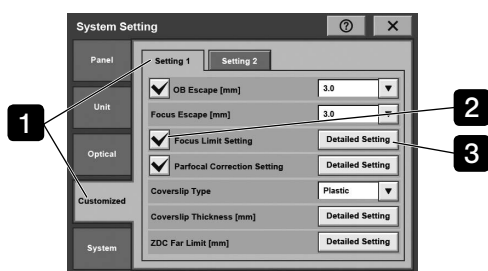 System Setting
Panel
Unit
Optical
Customized
System
Setting 1
Setting 2
OB Escape [mm]
3.0
Focus Escape [mm]
3.0
Focus Limit Setting
Detailed Setting
Parfocal Correction Setting
Detailed Setting
Coverslip Type
Plastic
Coverslip Thickness [mm]
Detailed Setting
ZDC Far Limit [mm]
Detailed Setting
1
2
3